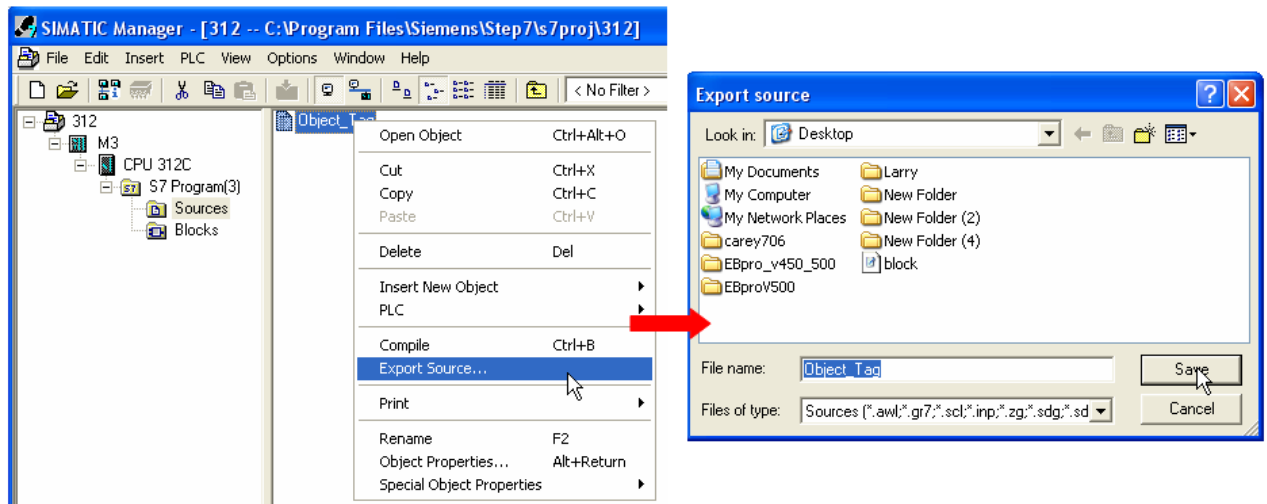 SIMATIC Manager - [312 -- C:\Program Files\Siemens\Step7\s7proj\312]
File Edit Insert PLC View Options Window Help
< No Filter >
312
M3
CPU 312C
S7 Program(3)
Sources
Blocks
Object_Tag
Open Object Ctrl+Alt+O
Cut Ctrl+X
Copy Ctrl+C
Paste Ctrl+V
Delete Del
Insert New Object
PLC
Compile Ctrl+B
Export Source...
Print
Rename F2
Object Properties... Alt+Return
Special Object Properties
Export source
Look in: Desktop
My Documents
My Computer
My Network Places
carey706
EBpro_v450_500
EBproV500
Larry
New Folder
New Folder (2)
New Folder (4)
block
File name: Object_Tag
Save
Files of type: Sources (*.awl;*.gr7;*.scl;*.inp;*.zg;*.sdg;*.sd
Cancel